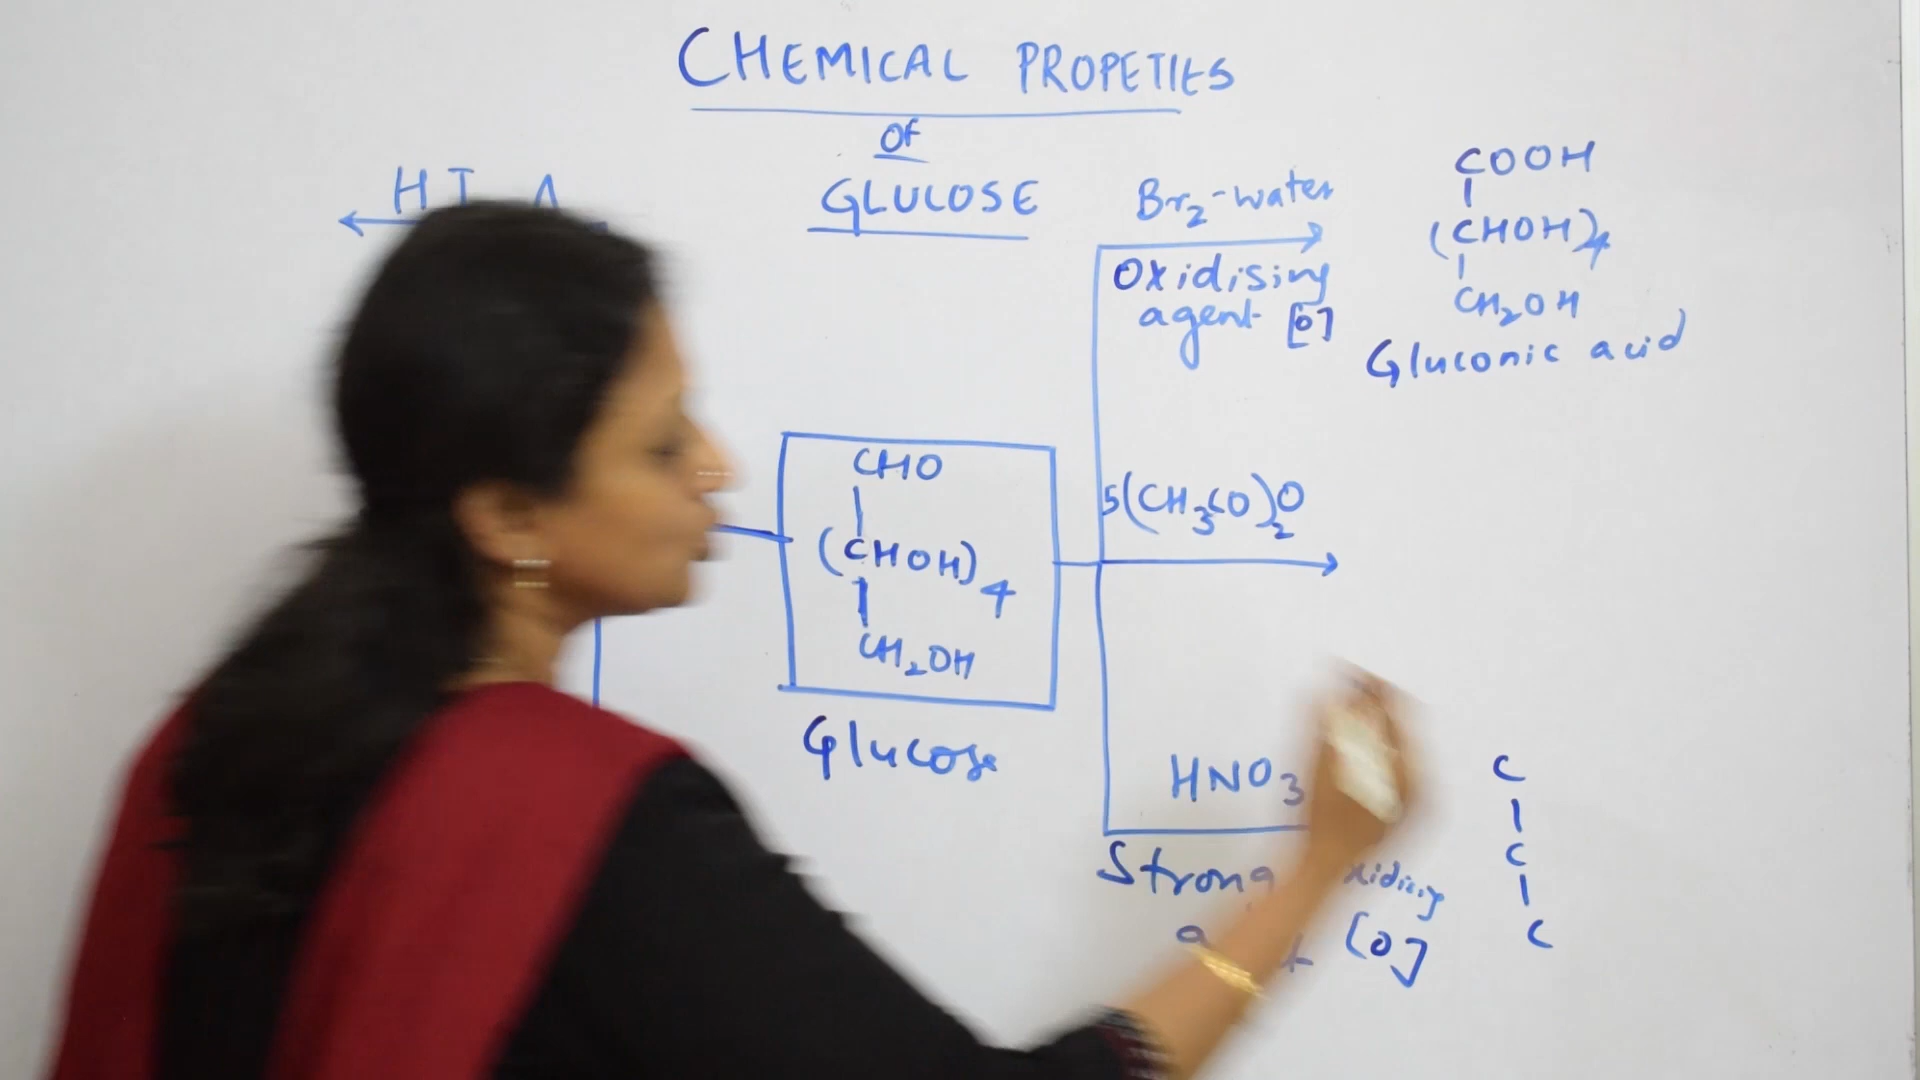 CHEMICAL PROPETIES
OF
GLUCOSE
HI Δ
Br2-water
Oxidising
agent [O]
COOH
(CHOH)4
CH2OH
Gluconic acid
CHO
(CHOH)4
CH2OH
Glucose
5(CH3CO)2O
HNO3
Strong
[O]
C
C
C